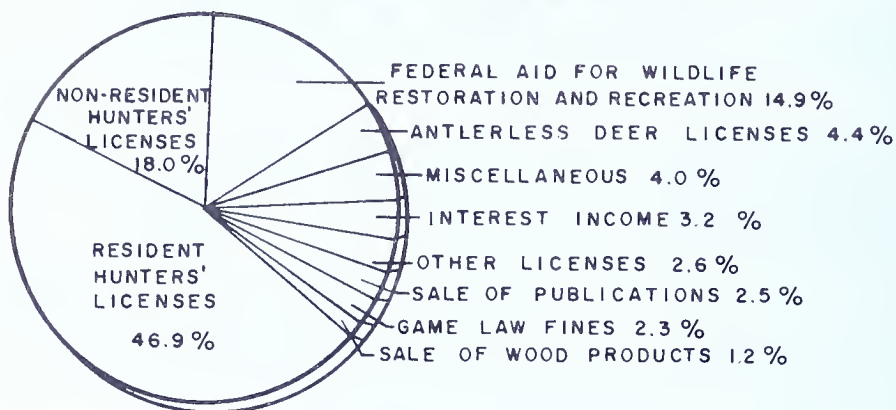 NON-RESIDENT
HUNTERS'
LICENSES
18.0%
RESIDENT
HUNTERS'
LICENSES
46.9%
FEDERAL AID FOR WILDLIFE
RESTORATION AND RECREATION 14.9%
ANTLERLESS DEER LICENSES 4.4%
MISCELLANEOUS 4.0%
INTEREST INCOME 3.2 %
OTHER LICENSES 2.6%
SALE OF PUBLICATIONS 2.5%
GAME LAW FINES 2.3%
SALE OF WOOD PRODUCTS 1.2%